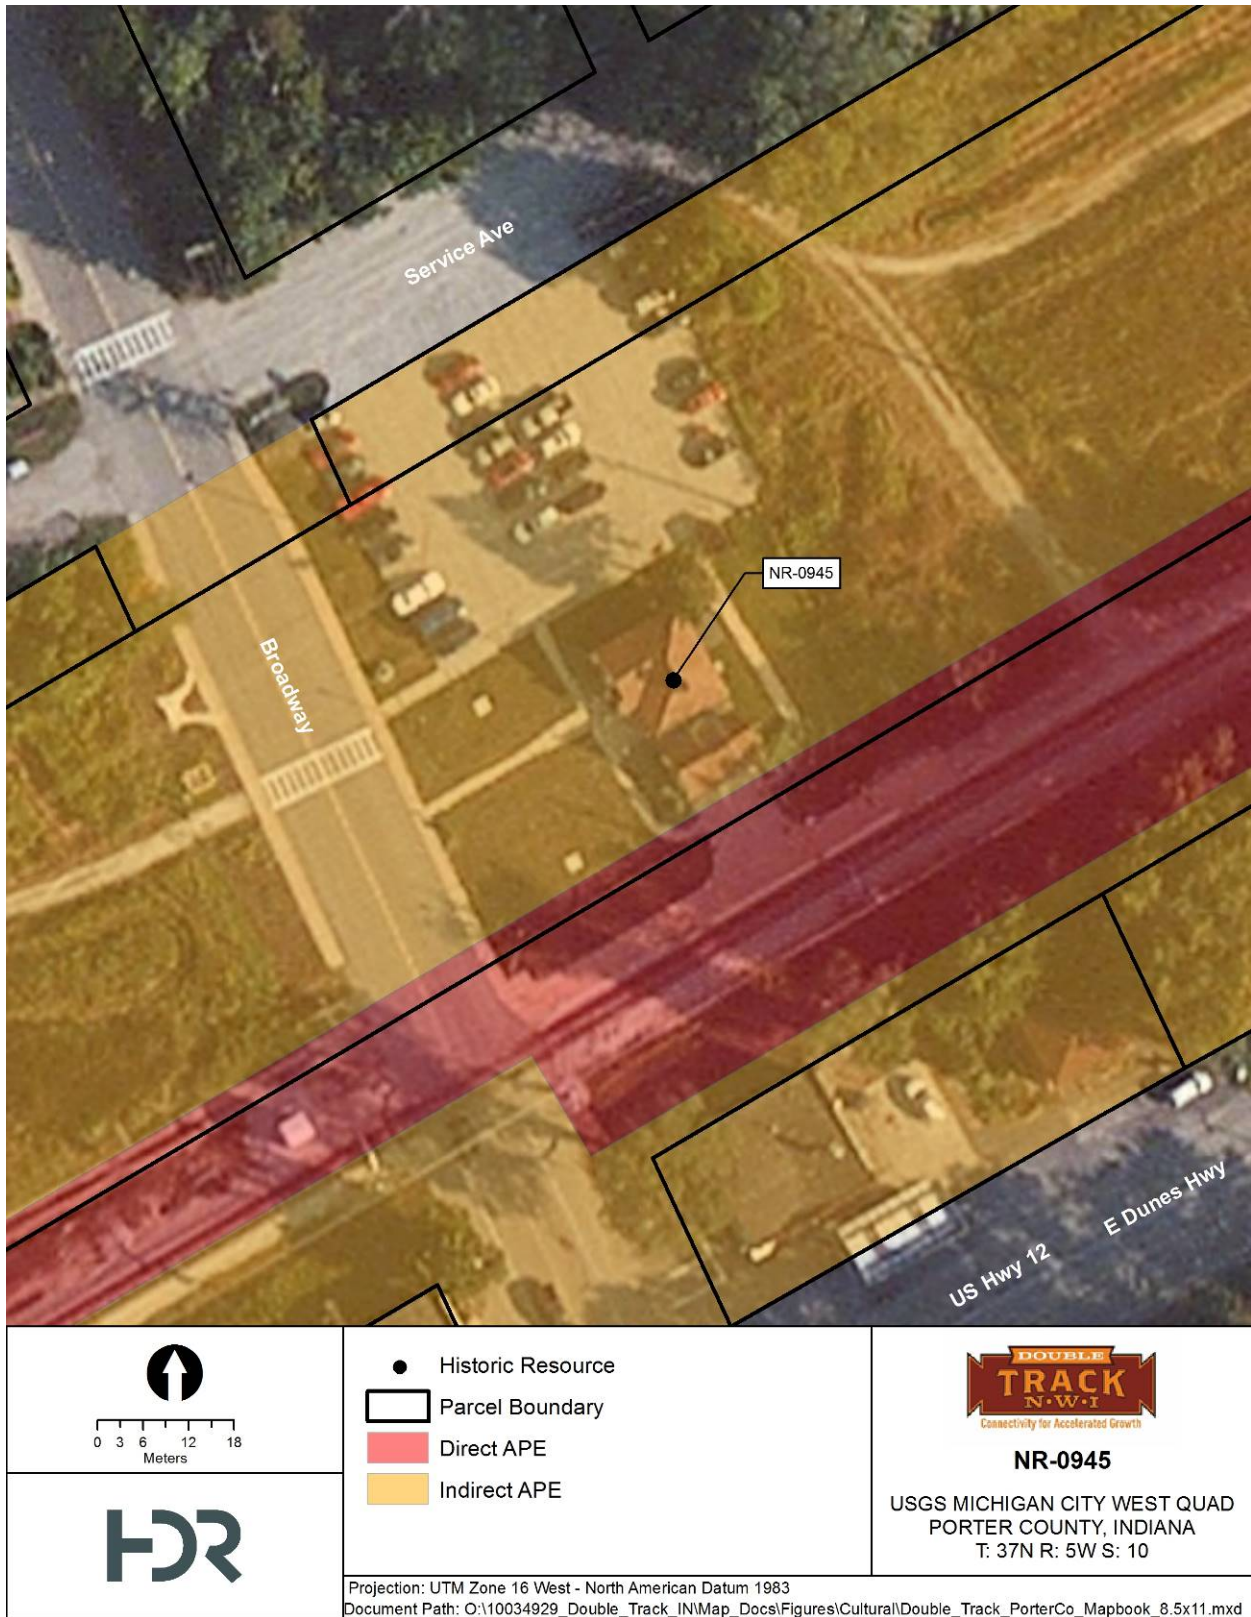 Service Ave
NR-0945
Broadway
E Dunes Hwy
US Hwy 12
0 3 6 12 18
Meters
HDR
Historic Resource
Parcel Boundary
Direct APE
Indirect APE
DOUBLE
TRACK
N·W·I
Connectivity for Accelerated Growth
NR-0945
USGS MICHIGAN CITY WEST QUAD
PORTER COUNTY, INDIANA
T: 37N R: 5W S: 10
Projection: UTM Zone 16 West - North American Datum 1983
Document Path: O:\10034929_Double_Track_IN\Map_Docs\Figures\Cultural\Double_Track_PorterCo_Mapbook_8.5x11.mxd